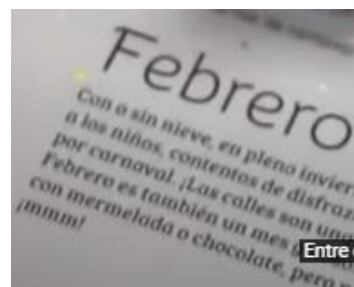 Febrero
Con o sin nieve, en pleno invier
a los niños, contentos de disfraz
por carnaval. ¡Las calles son una
Febrero es también un mes
con mermelada o chocolate, pero
¡mmm!
Entre